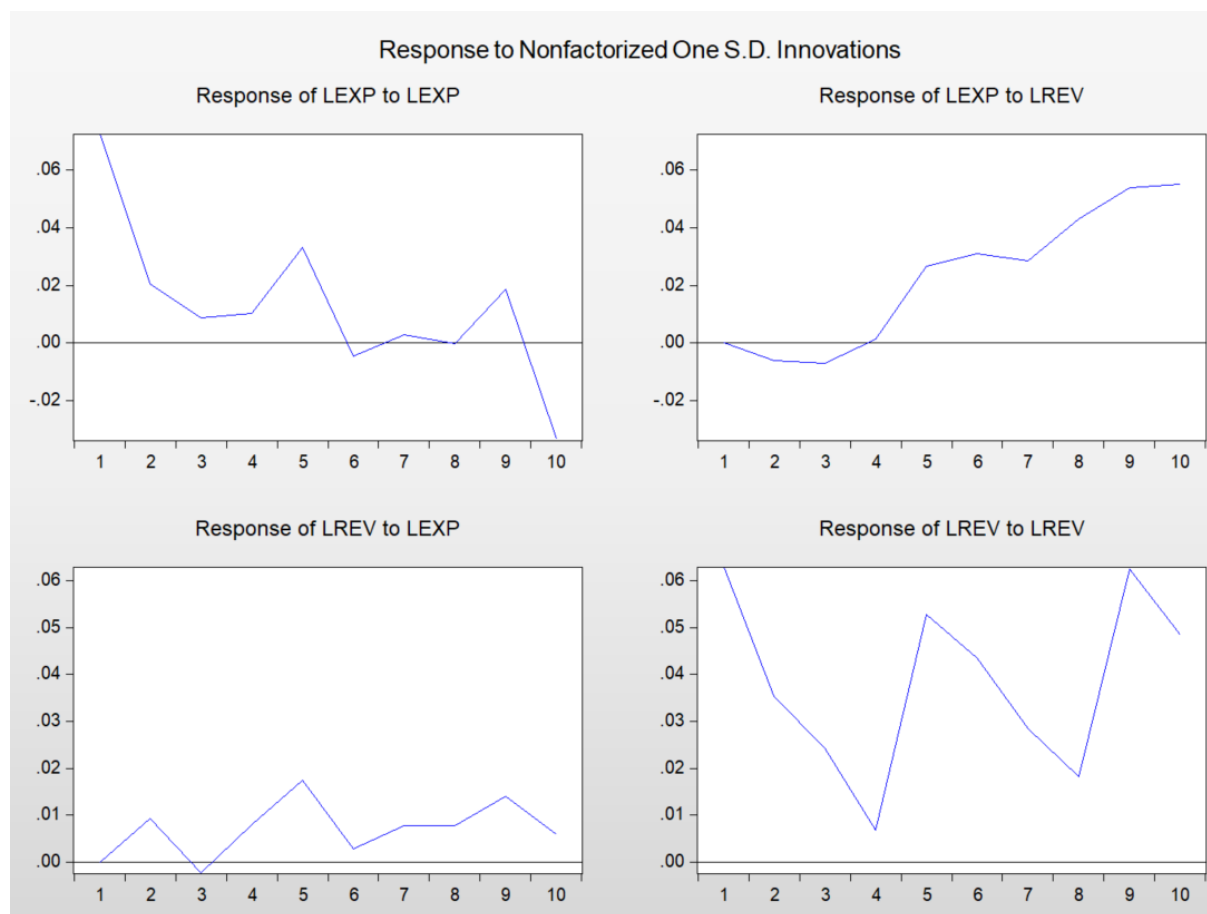 Response to Nonfactorized One S.D. Innovations
Response of LEXP to LEXP
.06
.04
.02
.00
-.02
1 2 3 4 5 6 7 8 9 10
Response of LEXP to LREV
.06
.04
.02
.00
-.02
1 2 3 4 5 6 7 8 9 10
Response of LREV to LEXP
.06
.05
.04
.03
.02
.01
.00
1 2 3 4 5 6 7 8 9 10
Response of LREV to LREV
.06
.05
.04
.03
.02
.01
.00
1 2 3 4 5 6 7 8 9 10